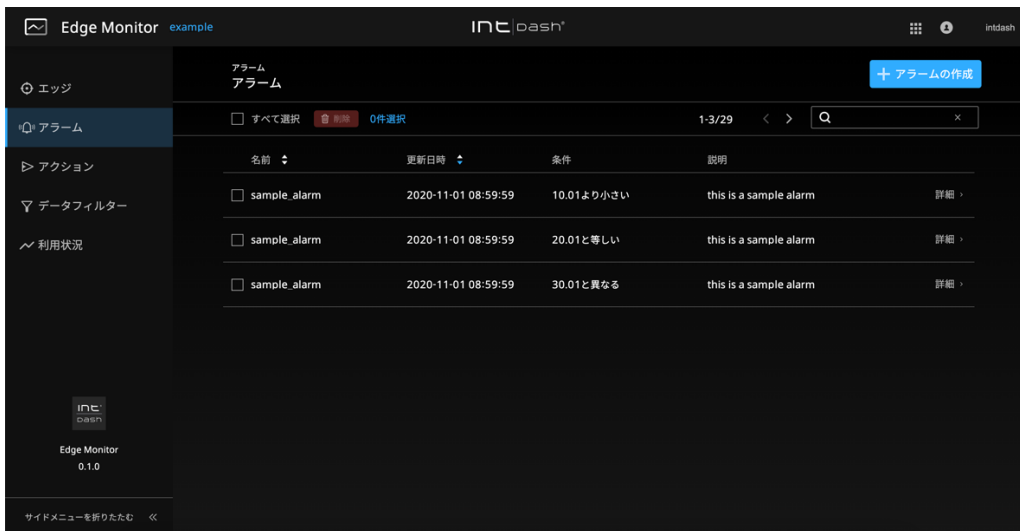 Edge Monitor example intdash intdash
エッジ
アラーム
アクション
データフィルター
利用状況
int
dash
Edge Monitor
0.1.0
サイドメニューを折りたたむ «
アラーム
アラーム
+ アラームの作成
すべて選択 削除 0件選択 1-3/29 < > ×
名前 更新日時 条件 説明
sample_alarm 2020-11-01 08:59:59 10.01より小さい this is a sample alarm 詳細 >
sample_alarm 2020-11-01 08:59:59 20.01と等しい this is a sample alarm 詳細 >
sample_alarm 2020-11-01 08:59:59 30.01と異なる this is a sample alarm 詳細 >